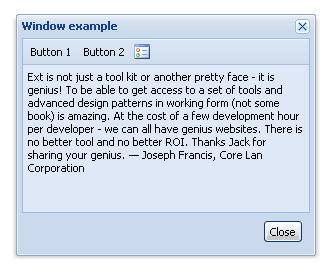 Window example
Button 1 Button 2
Ext is not just a tool kit or another pretty face - it is
genius! To be able to get access to a set of tools and
advanced design patterns in working form (not some
book) is amazing. At the cost of a few development hour
per developer - we can all have genius websites. There is
no better tool and no better ROI. Thanks Jack for
sharing your genius. — Joseph Francis, Core Lan
Corporation
Close